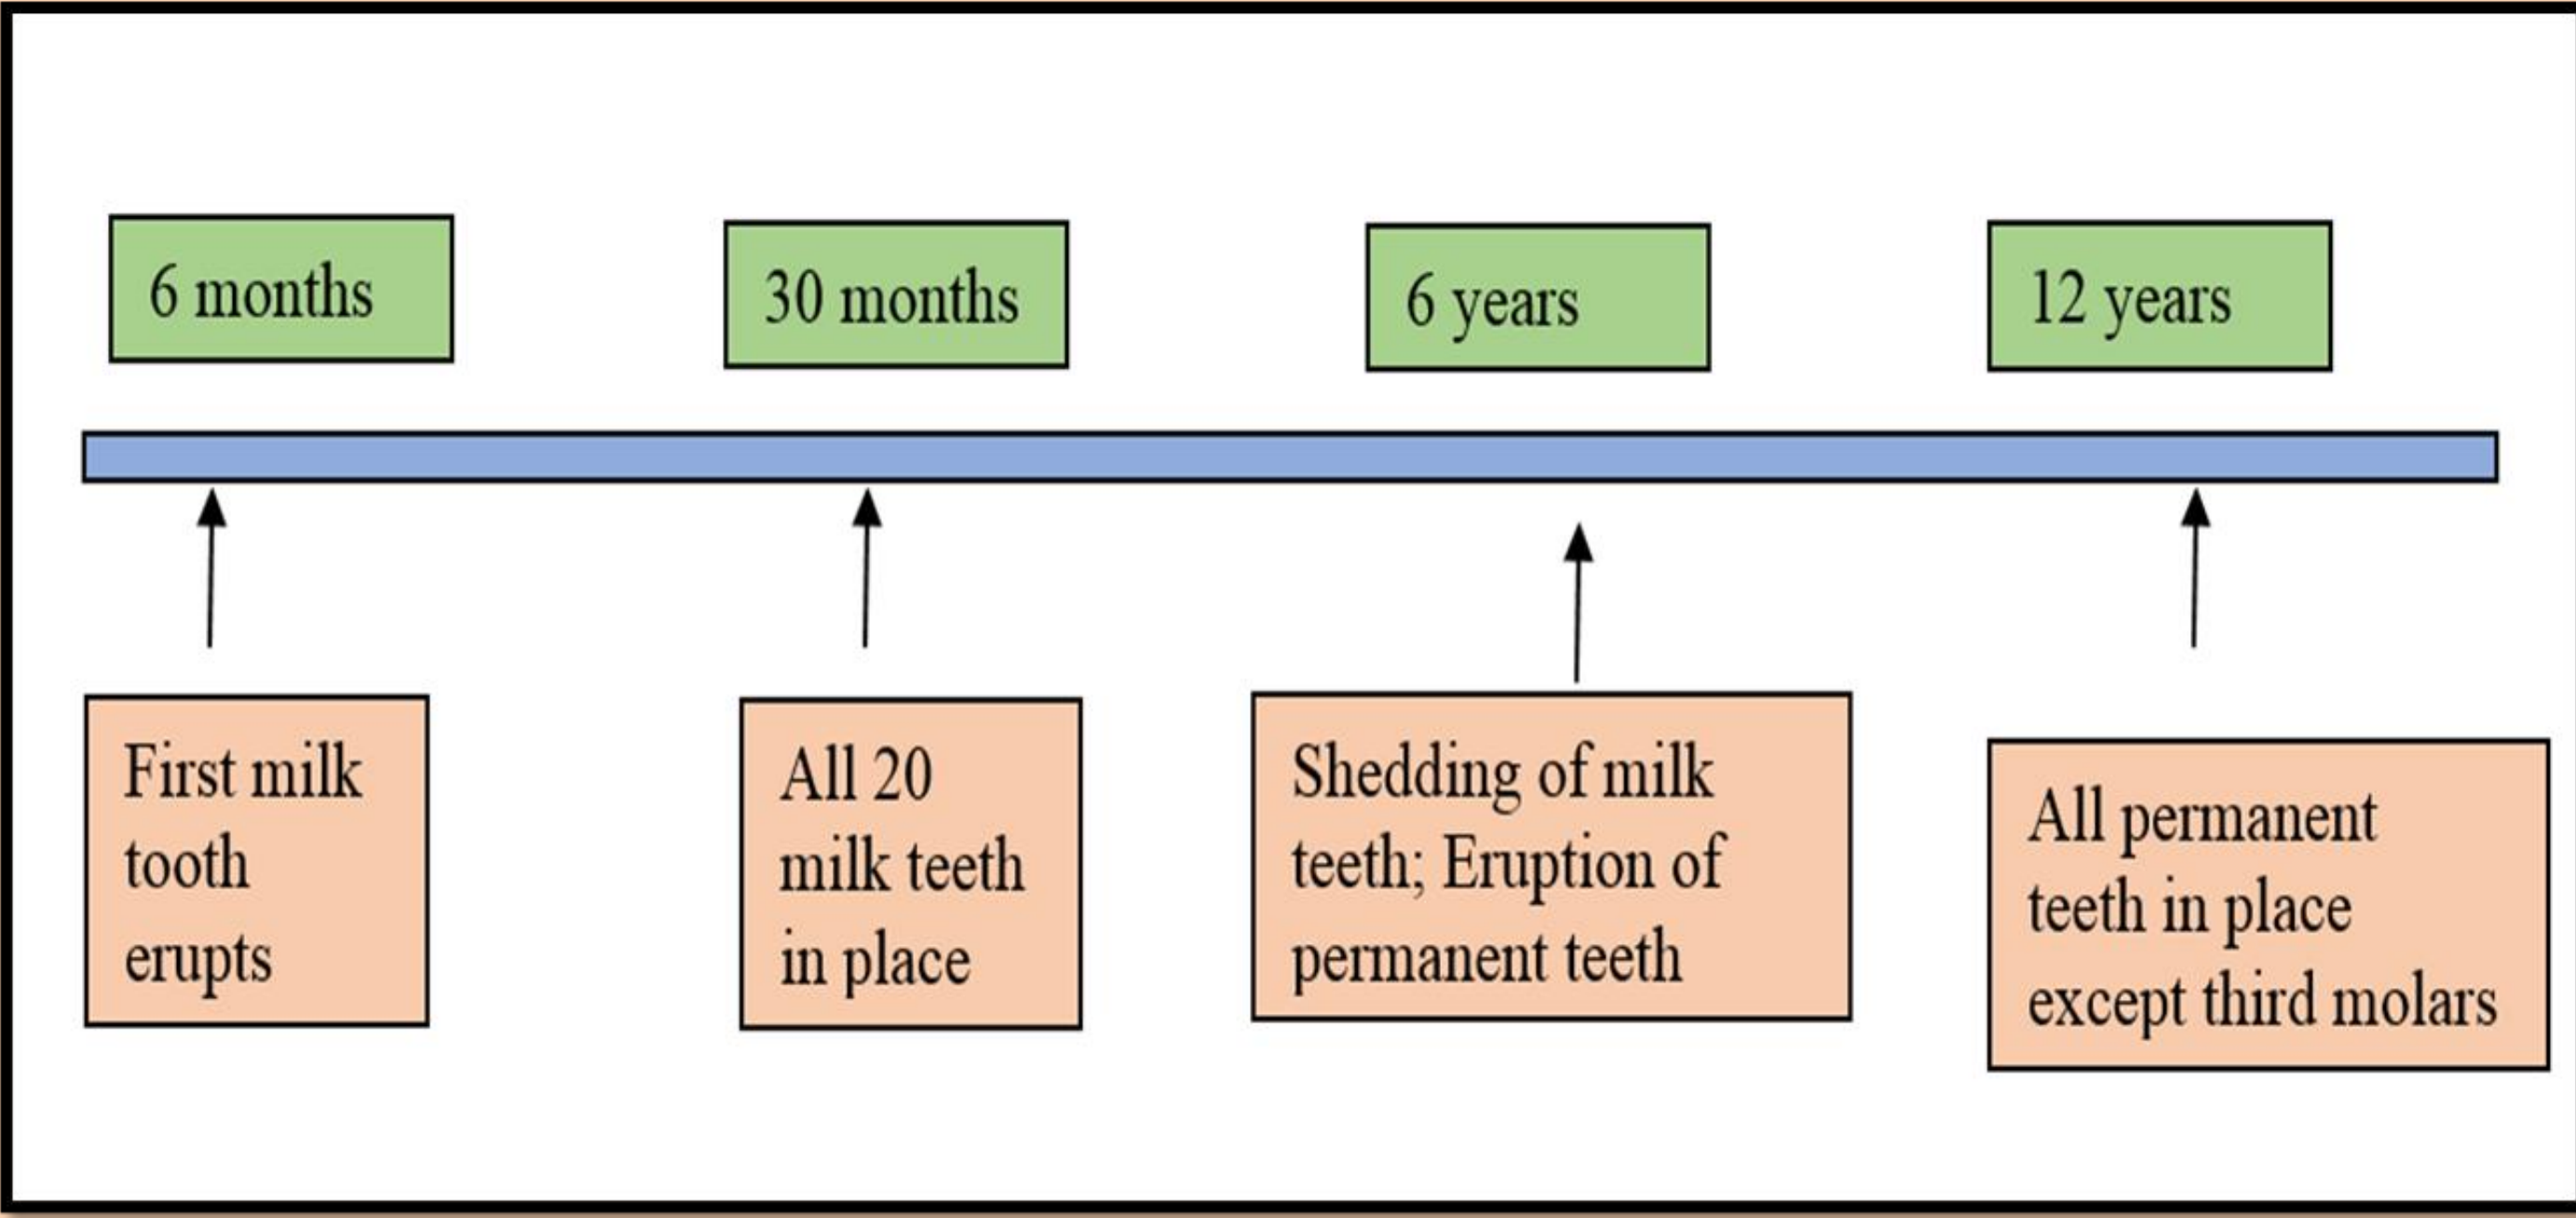 6 months
30 months
6 years
12 years
First milk
tooth
erupts
All 20
milk teeth
in place
Shedding of milk
teeth; Eruption of
permanent teeth
All permanent
teeth in place
except third molars